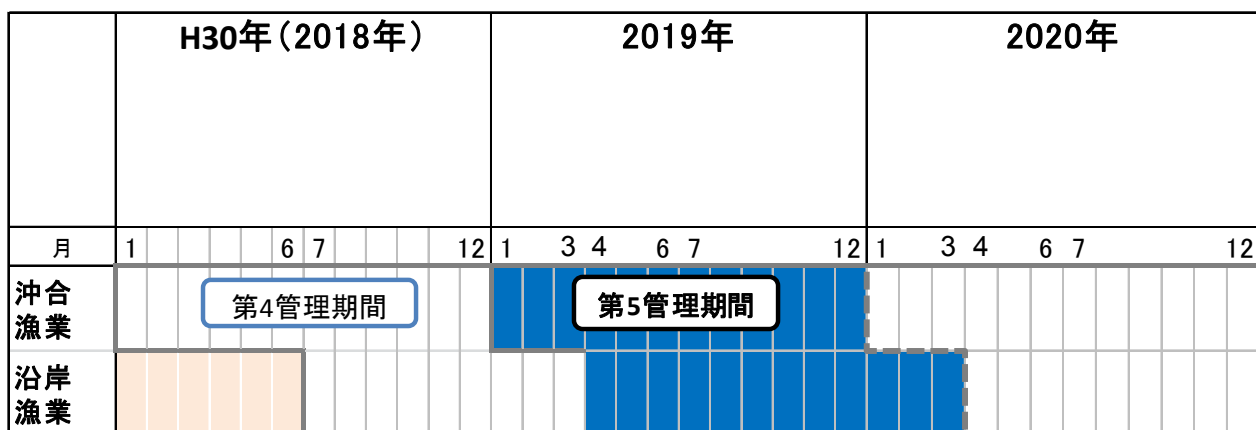 H30年(2018年) 2019年 2020年
月 1 6 7 12 1 3 4 6 7 12 1 3 4 6 7 12
沖合
漁業
第4管理期間 第5管理期間
沿岸
漁業